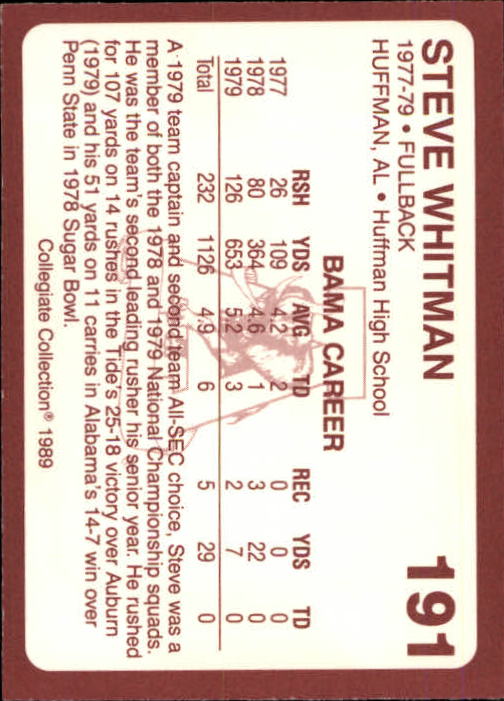 STEVE WHITMAN 191
1977-79 • FULLBACK
HUFFMAN, AL • Huffman High School
BAMA CAREER
RSH YDS AVG TD REC YDS TD
1977 26 109 4.2 2 0 0 0
1978 80 364 4.6 1 3 22 0
1979 126 653 5.2 3 2 7 0
Total 232 1126 4.9 6 5 29 0
A 1979 team captain and second team All-SEC choice, Steve was a
member of both the 1978 and 1979 National Championship squads.
He was the team's second leading rusher his senior year. He rushed
for 107 yards on 14 rushes in the Tide's 25-18 victory over Auburn
(1979) and his 51 yards on 11 carries in Alabama's 14-7 win over
Penn State in 1978 Sugar Bowl.
Collegiate Collection® 1989